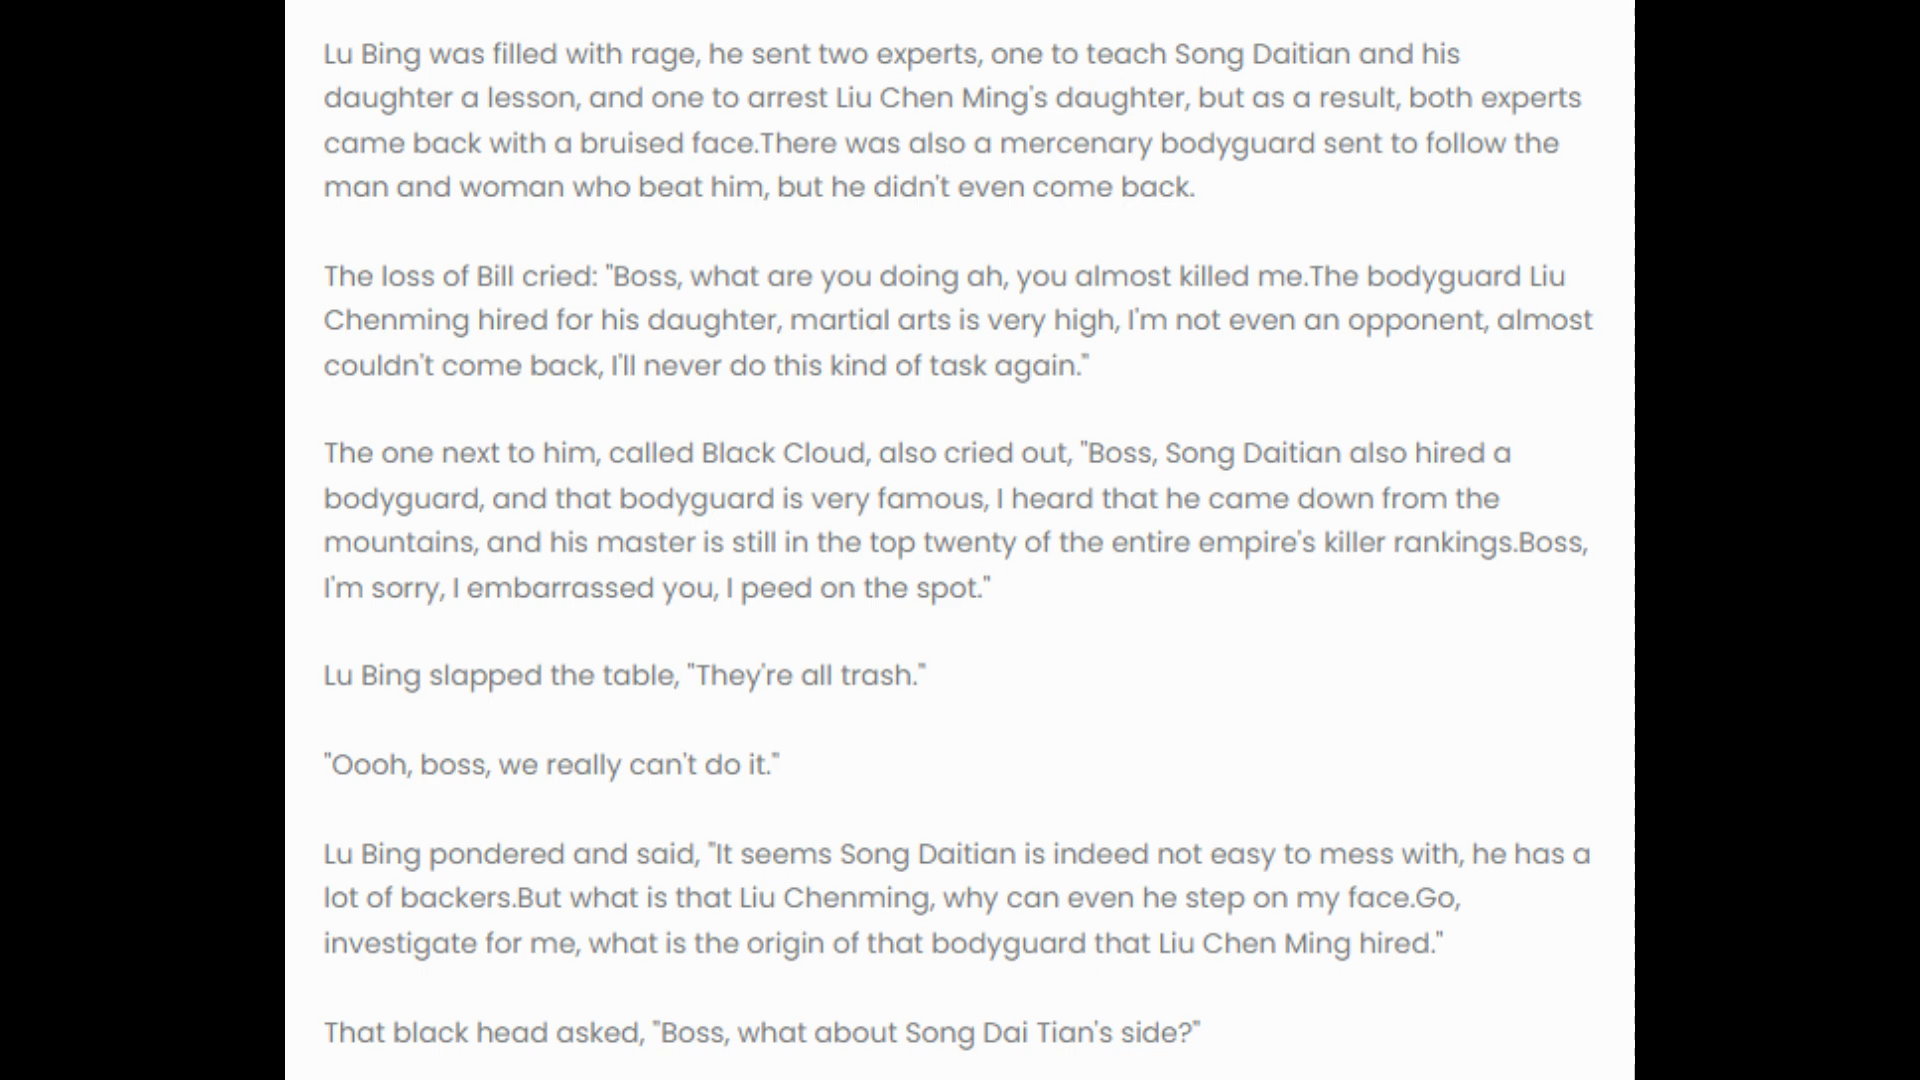 Lu Bing was filled with rage, he sent two experts, one to teach Song Daitian and his
daughter a lesson, and one to arrest Liu Chen Ming's daughter, but as a result, both experts
came back with a bruised face.There was also a mercenary bodyguard sent to follow the
man and woman who beat him, but he didn't even come back.
The loss of Bill cried: "Boss, what are you doing ah, you almost killed me.The bodyguard Liu
Chenming hired for his daughter, martial arts is very high, I'm not even an opponent, almost
couldn't come back, I'll never do this kind of task again."
The one next to him, called Black Cloud, also cried out, "Boss, Song Daitian also hired a
bodyguard, and that bodyguard is very famous, I heard that he came down from the
mountains, and his master is still in the top twenty of the entire empire's killer rankings.Boss,
I'm sorry, I embarrassed you, I peed on the spot."
Lu Bing slapped the table, "They're all trash."
"Oooh, boss, we really can't do it."
Lu Bing pondered and said, "It seems Song Daitian is indeed not easy to mess with, he has a
lot of backers.But what is that Liu Chenming, why can even he step on my face.Go,
investigate for me, what is the origin of that bodyguard that Liu Chen Ming hired."
That black head asked, "Boss, what about Song Dai Tian's side?"